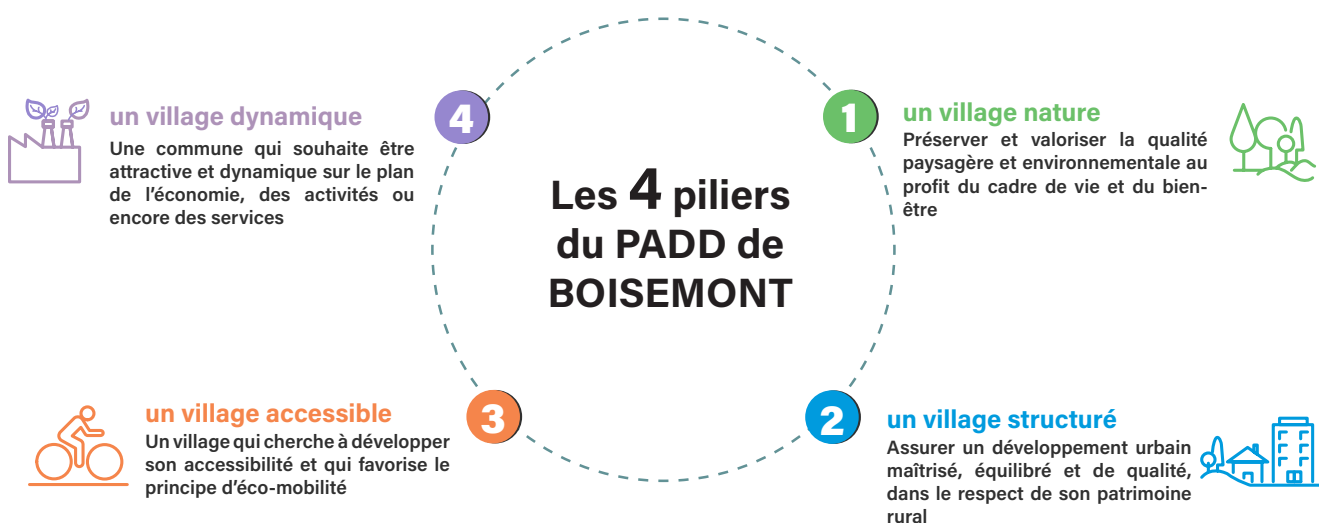 Les 4 piliers
du PADD de
BOISEMONT
1
un village nature
Préserver et valoriser la qualité
paysagère et environnementale au
profit du cadre de vie et du bien-
être
2
un village structuré
Assurer un développement urbain
maîtrisé, équilibré et de qualité,
dans le respect de son patrimoine
rural
3
un village accessible
Un village qui cherche à développer
son accessibilité et qui favorise le
principe d'éco-mobilité
4
un village dynamique
Une commune qui souhaite être
attractive et dynamique sur le plan
de l'économie, des activités ou
encore des services